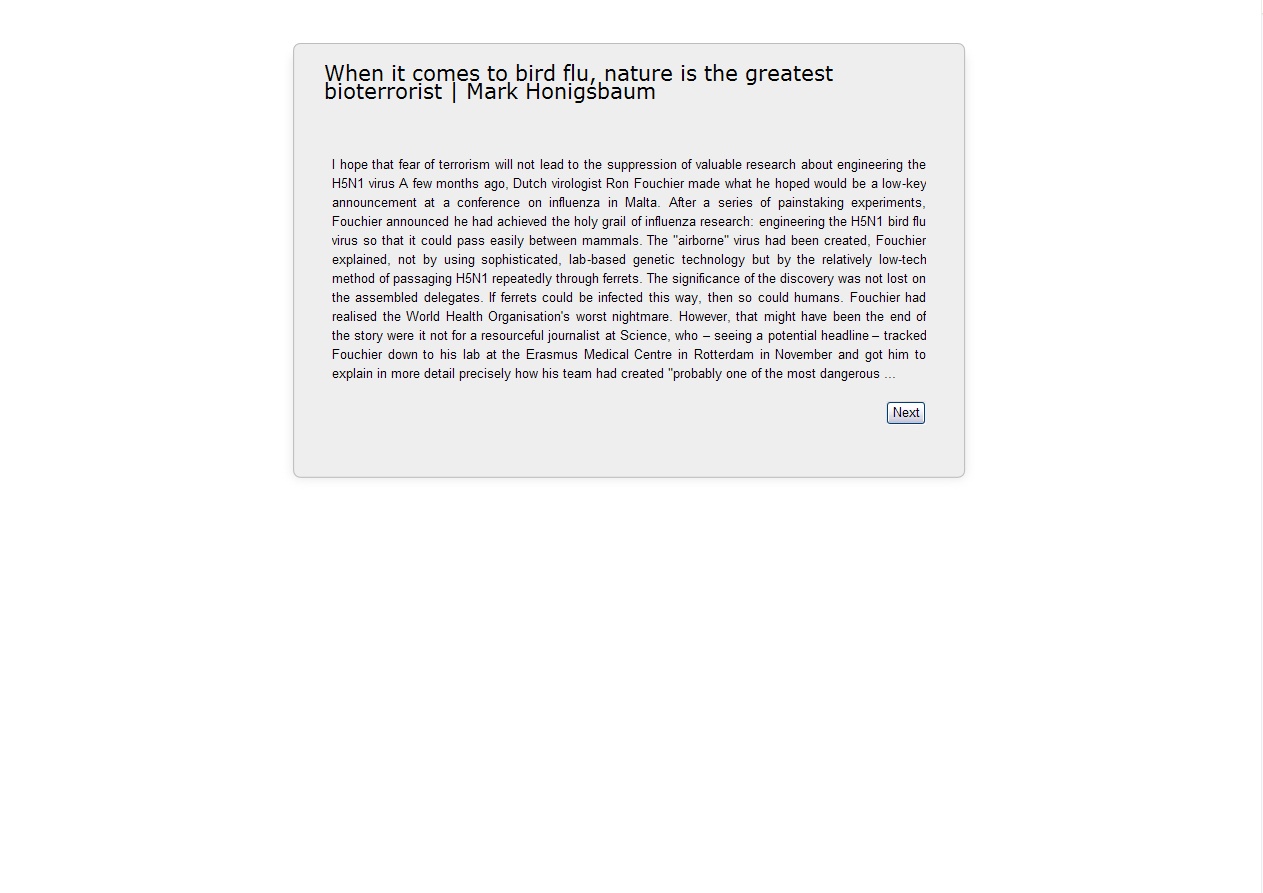 When it comes to bird flu, nature is the greatest
bioterrorist | Mark Honigsbaum
I hope that fear of terrorism will not lead to the suppression of valuable research about engineering the
H5N1 virus A few months ago, Dutch virologist Ron Fouchier made what he hoped would be a low-key
announcement at a conference on influenza in Malta. After a series of painstaking experiments,
Fouchier announced he had achieved the holy grail of influenza research: engineering the H5N1 bird flu
virus so that it could pass easily between mammals. The "airborne" virus had been created, Fouchier
explained, not by using sophisticated, lab-based genetic technology but by the relatively low-tech
method of passaging H5N1 repeatedly through ferrets. The significance of the discovery was not lost on
the assembled delegates. If ferrets could be infected this way, then so could humans. Fouchier had
realised the World Health Organisation's worst nightmare. However, that might have been the end of
the story were it not for a resourceful journalist at Science, who – seeing a potential headline – tracked
Fouchier down to his lab at the Erasmus Medical Centre in Rotterdam in November and got him to
explain in more detail precisely how his team had created "probably one of the most dangerous ...
Next